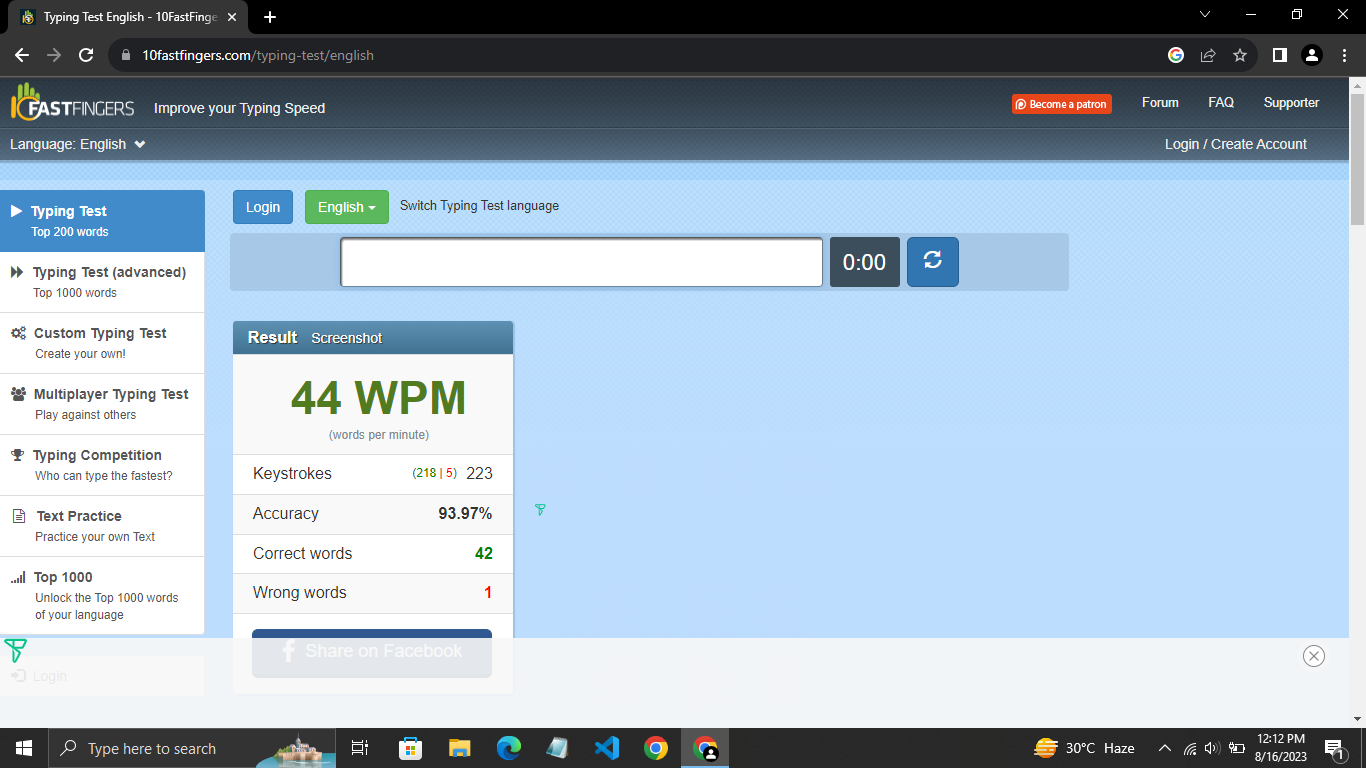 Typing Test English - 10FastFinge
10fastfingers.com/typing-test/english
10FASTFINGERS Improve your Typing Speed
Become a patron Forum FAQ Supporter
Language: English
Login / Create Account
Typing Test
Top 200 words
Typing Test (advanced)
Top 1000 words
Custom Typing Test
Create your own!
Multiplayer Typing Test
Play against others
Typing Competition
Who can type the fastest?
Text Practice
Practice your own Text
Top 1000
Unlock the Top 1000 words
of your language
Login
Login English Switch Typing Test language
0:00
Result Screenshot
44 WPM
(words per minute)
Keystrokes (218 | 5) 223
Accuracy 93.97%
Correct words 42
Wrong words 1
Share on Facebook
Type here to search
30°C Haze
12:12 PM
8/16/2023
1